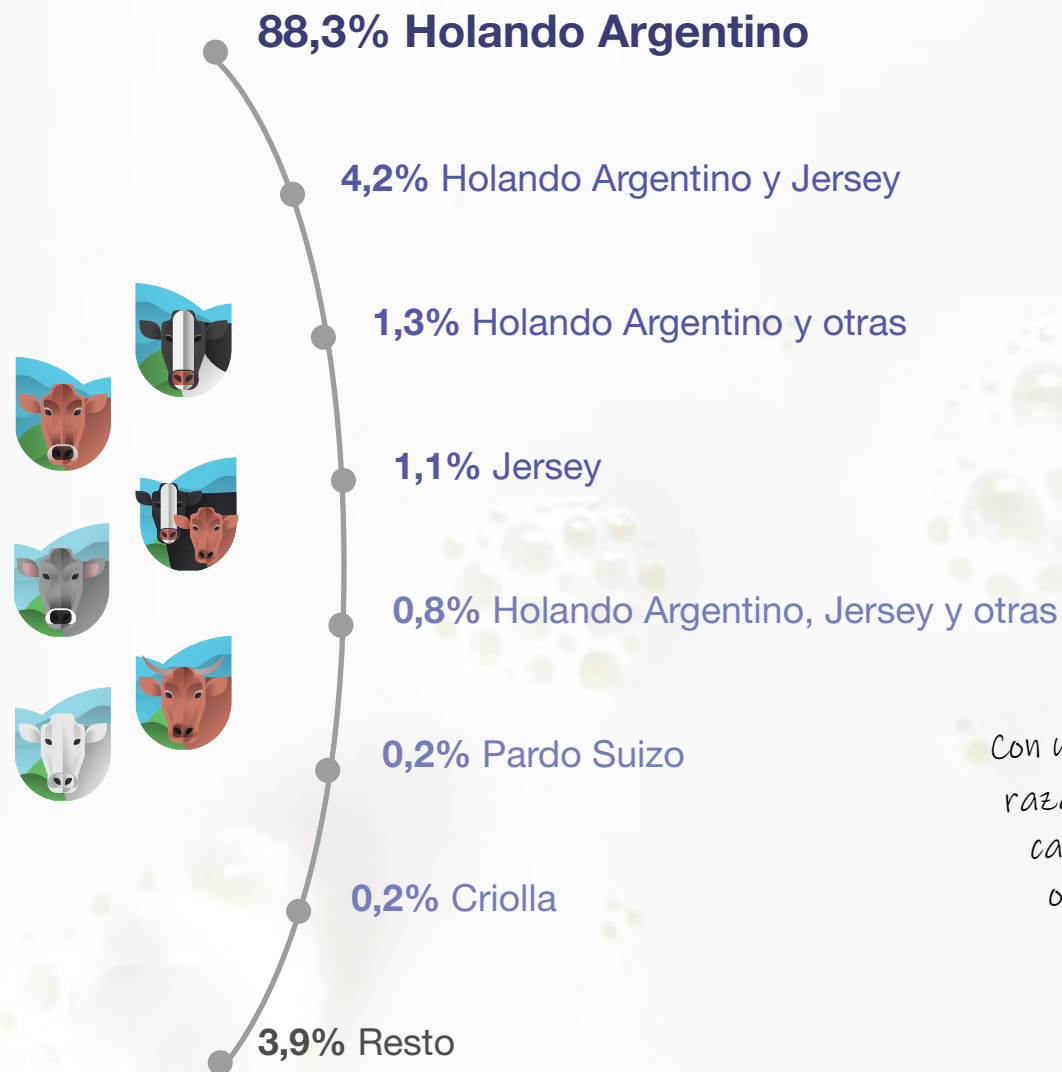 88,3% Holando Argentino
4,2% Holando Argentino y Jersey
1,3% Holando Argentino y otras
1,1% Jersey
0,8% Holando Argentino, Jersey y otras
0,2% Pardo Suizo
Con
0,2% Criolla
3,9% Resto